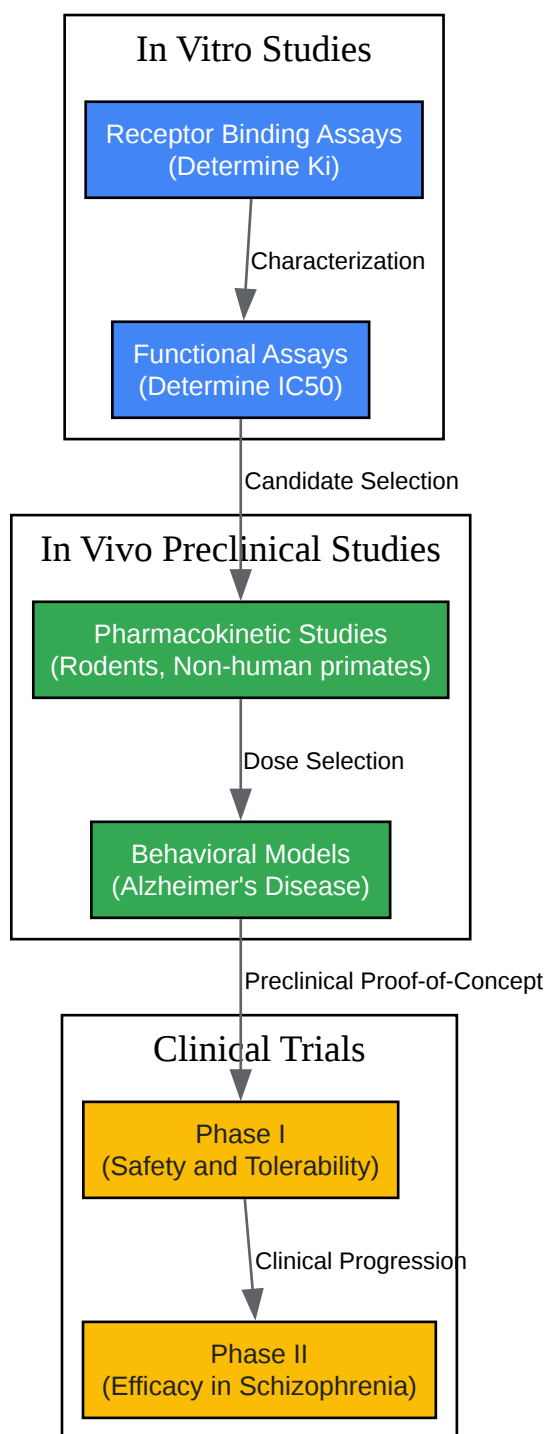 In Vitro Studies
Receptor Binding Assays
(Determine Ki)
Characterization
Functional Assays
(Determine IC50)
Candidate Selection
In Vivo Preclinical Studies
Pharmacokinetic Studies
(Rodents, Non-human primates)
Dose Selection
Behavioral Models
(Alzheimer's Disease)
Preclinical Proof-of-Concept
Clinical Trials
Phase I
(Safety and Tolerability)
Clinical Progression
Phase II
(Efficacy in Schizophrenia)